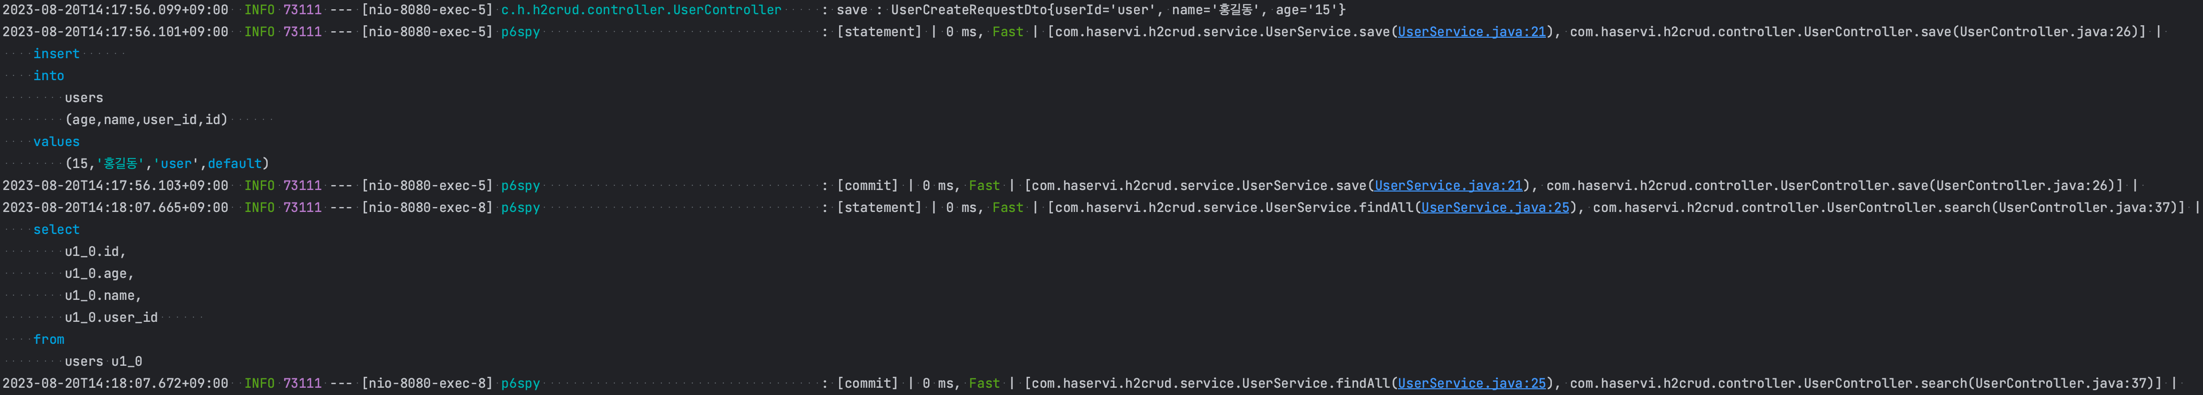 2023-08-20T14:17:56.099+09:00  INFO 73111 --- [nio-8080-exec-5] c.h.h2crud.controller.UserController     : save : UserCreateRequestDto{userId='user', name='홍길동', age='15'}
2023-08-20T14:17:56.101+09:00  INFO 73111 --- [nio-8080-exec-5] p6spy                                    : [statement] | 0 ms, Fast | [com.haservi.h2crud.service.UserService.save(UserService.java:21), com.haservi.h2crud.controller.UserController.save(UserController.java:26)] |
    insert
    into
        users
        (age,name,user_id,id)
    values
        (15,'홍길동','user',default)
2023-08-20T14:17:56.103+09:00  INFO 73111 --- [nio-8080-exec-5] p6spy                                    : [commit] | 0 ms, Fast | [com.haservi.h2crud.service.UserService.save(UserService.java:21), com.haservi.h2crud.controller.UserController.save(UserController.java:26)] |
2023-08-20T14:18:07.665+09:00  INFO 73111 --- [nio-8080-exec-8] p6spy                                    : [statement] | 0 ms, Fast | [com.haservi.h2crud.service.UserService.findAll(UserService.java:25), com.haservi.h2crud.controller.UserController.search(UserController.java:37)] |
    select
        u1_0.id,
        u1_0.age,
        u1_0.name,
        u1_0.user_id
    from
        users u1_0
2023-08-20T14:18:07.672+09:00  INFO 73111 --- [nio-8080-exec-8] p6spy                                    : [commit] | 0 ms, Fast | [com.haservi.h2crud.service.UserService.findAll(UserService.java:25), com.haservi.h2crud.controller.UserController.search(UserController.java:37)] |